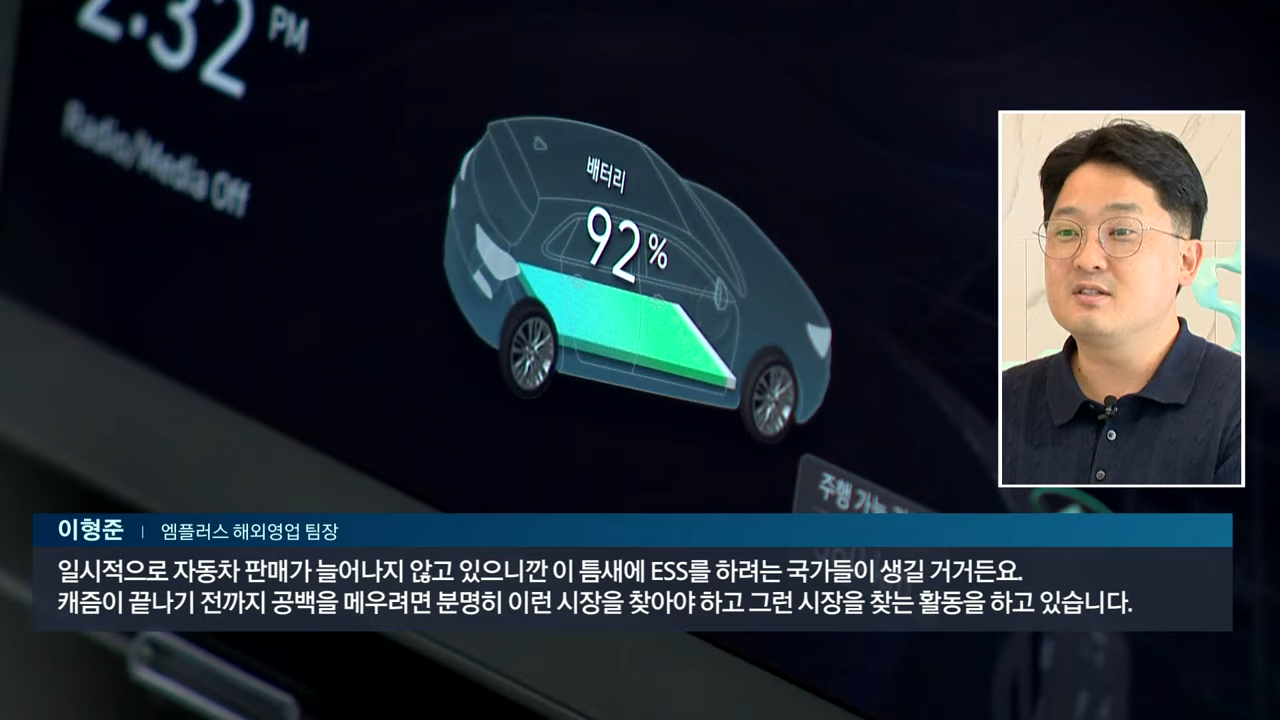 2:32 PM
Radio/Media Off
배터리
92%
주행 가능
이형준 | 엠플러스 해외영업 팀장
일시적으로 자동차 판매가 늘어나지 않고 있으니깐 이 틈새에 ESS를 하려는 국가들이 생길 거거든요.
캐즘이 끝나기 전까지 공백을 메우려면 분명히 이런 시장을 찾아야 하고 그런 시장을 찾는 활동을 하고 있습니다.